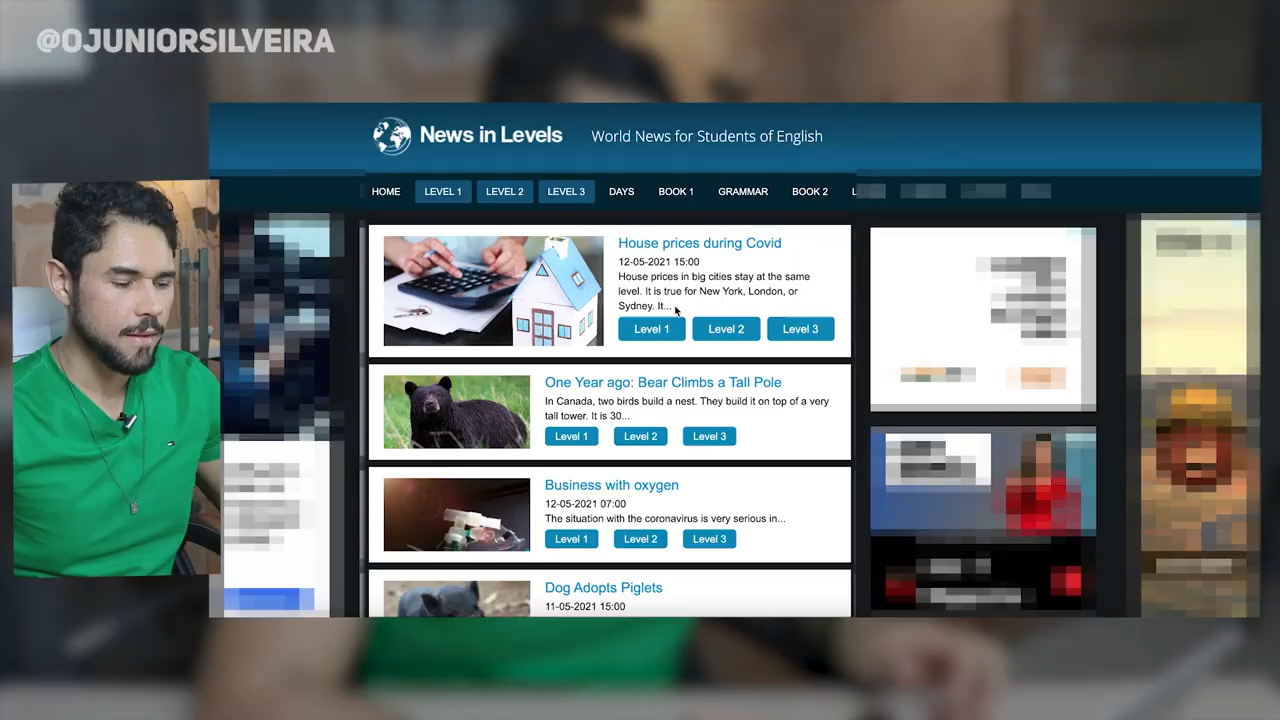 @OJUNIORSILVEIRA
News in Levels World News for Students of English
HOME LEVEL 1 LEVEL 2 LEVEL 3 DAYS BOOK 1 GRAMMAR BOOK 2
House prices during Covid
12-05-2021 15:00
House prices in big cities stay at the same
level. It is true for New York, London, or
Sydney. It...
Level 1 Level 2 Level 3
One Year ago: Bear Climbs a Tall Pole
In Canada, two birds build a nest. They build it on top of a very
tall tower. It is 30...
Level 1 Level 2 Level 3
Business with oxygen
12-05-2021 07:00
The situation with the coronavirus is very serious in...
Level 1 Level 2 Level 3
Dog Adopts Piglets
11-05-2021 15:00